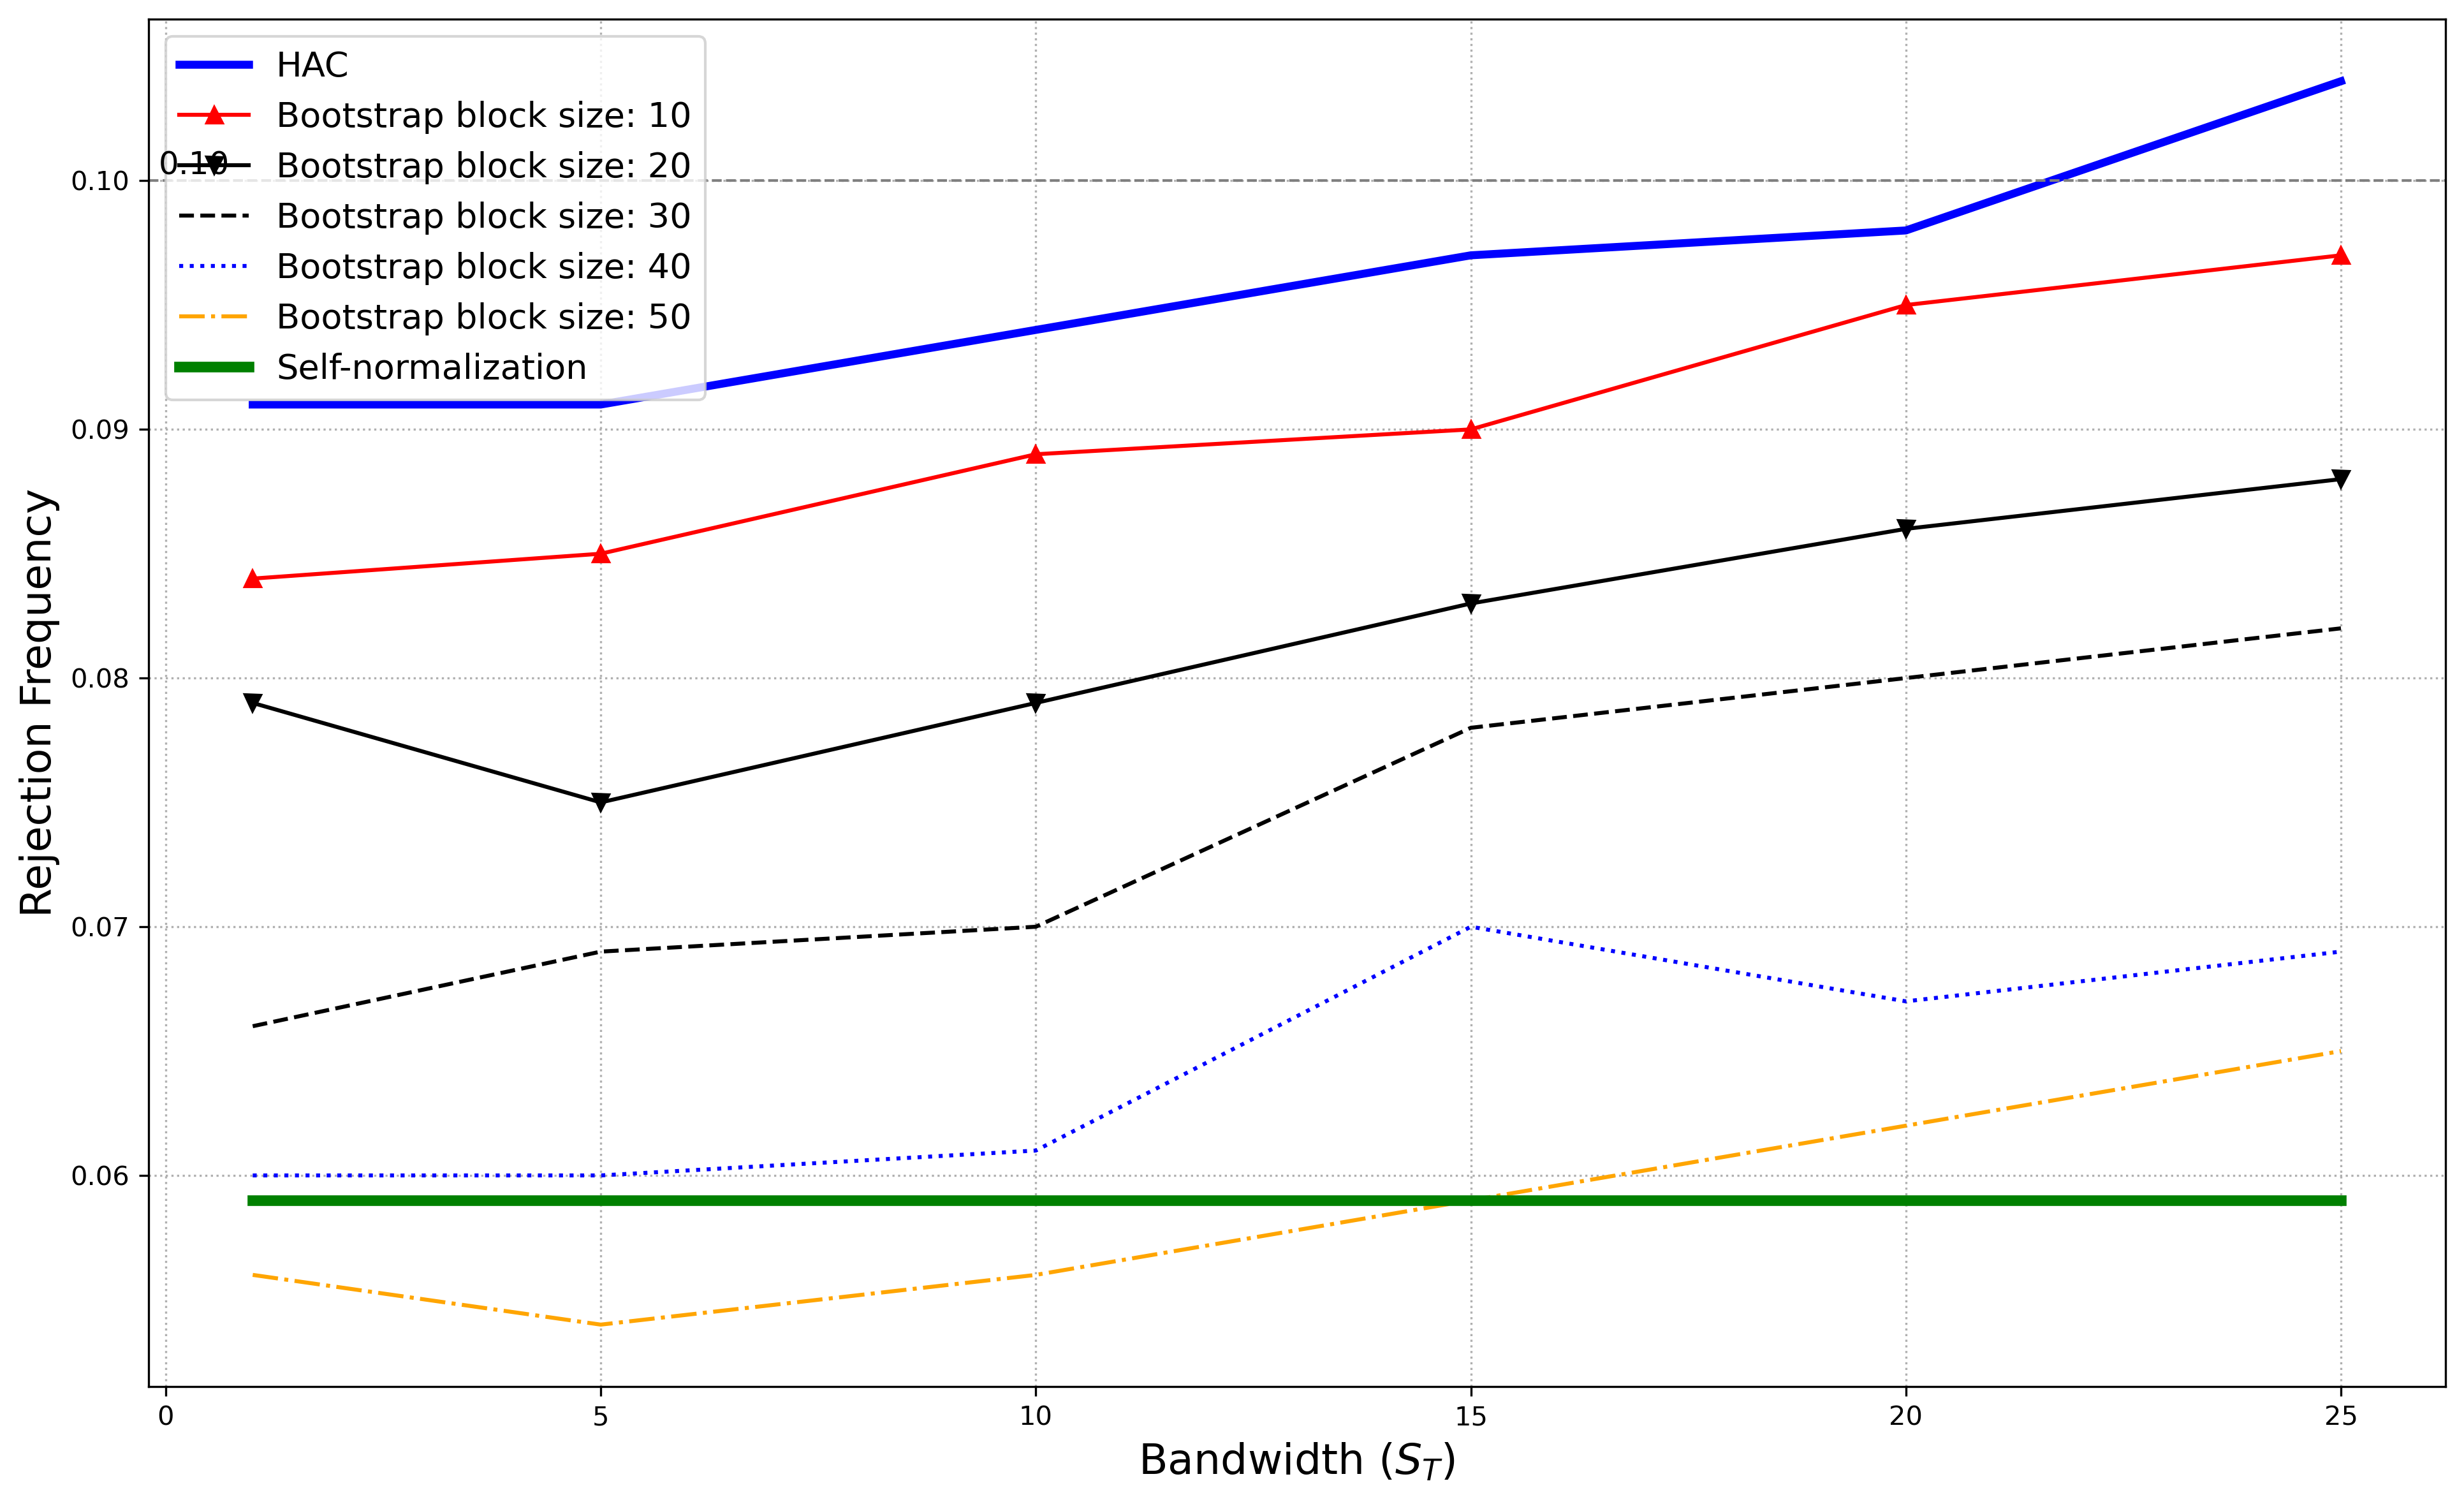 HAC
Bootstrap block size: 10
0.10
Bootstrap block size: 20
Bootstrap block size: 30
Bootstrap block size: 40
Bootstrap block size: 50
Self-normalization
Rejection Frequency
0.10
0.09
0.08
0.07
0.06
0 5 10 15 20 25
Bandwidth (S_T)